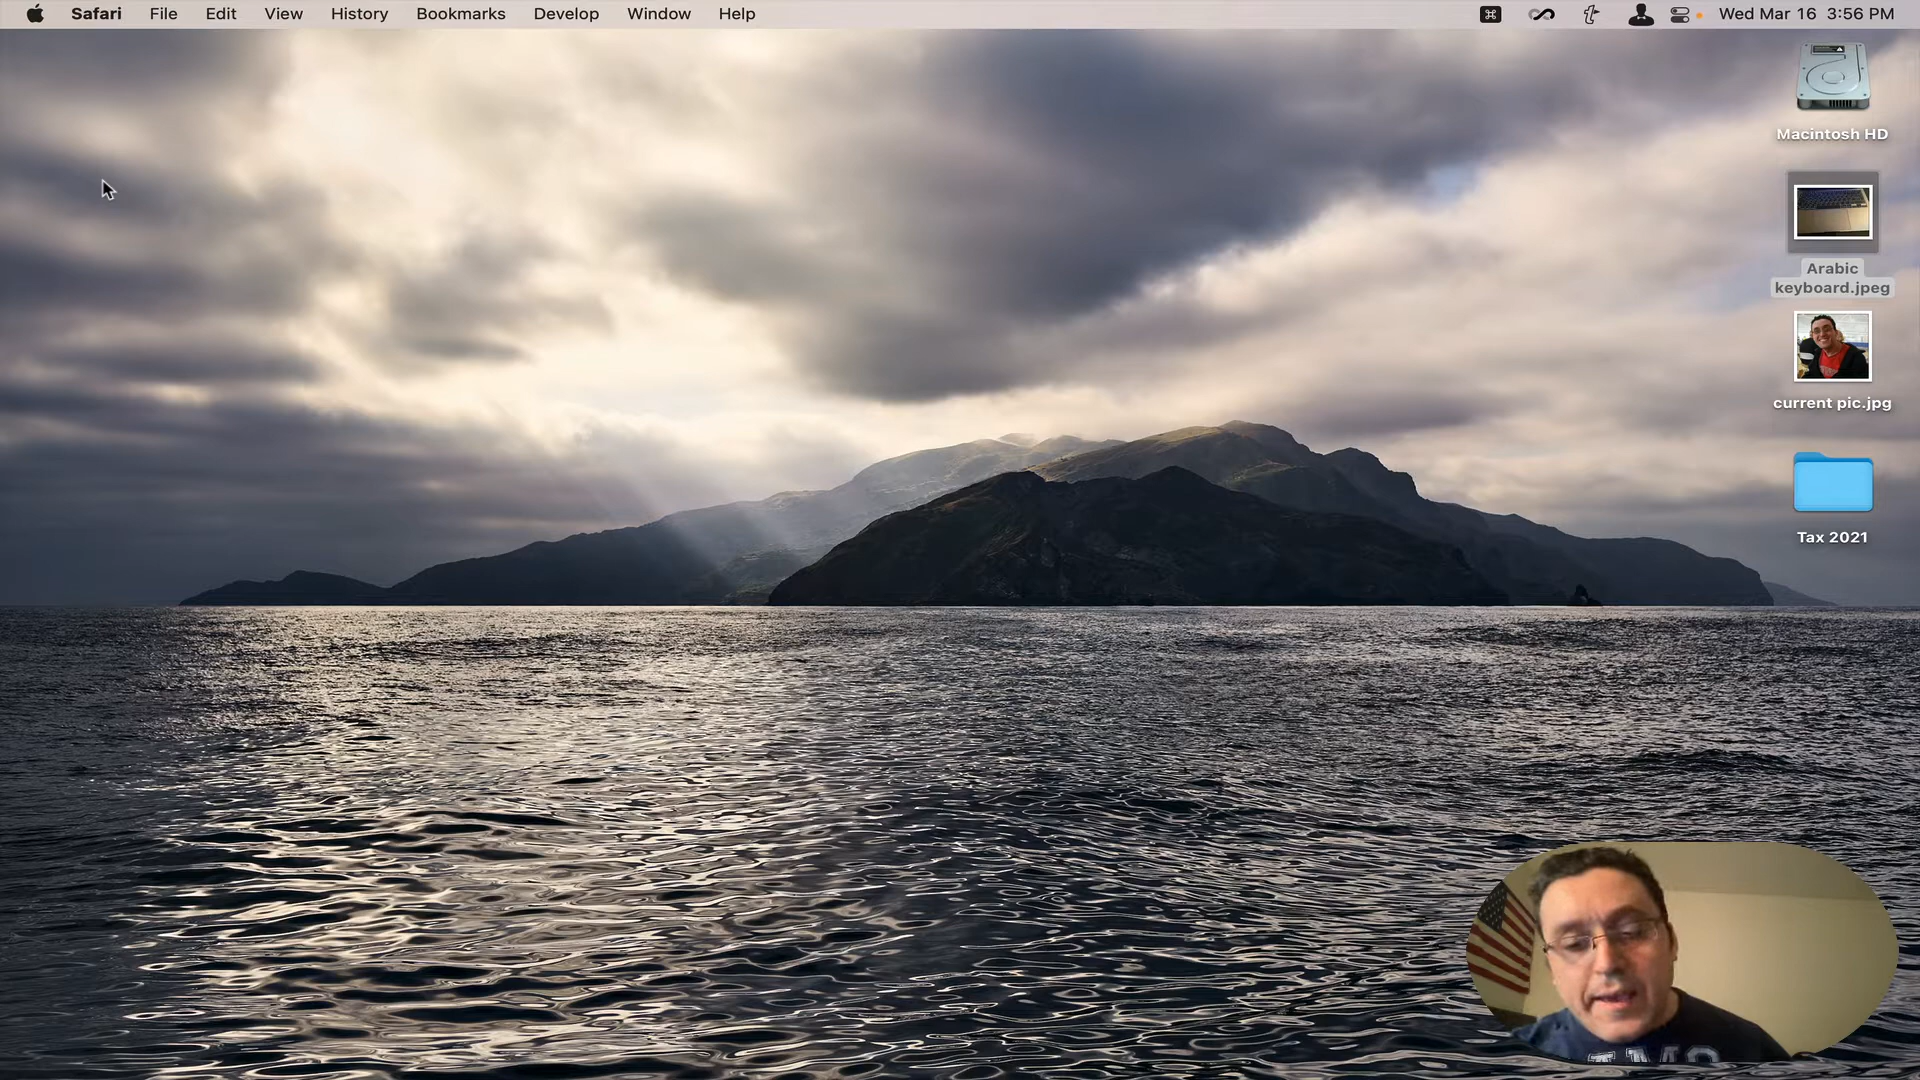 Safari File Edit View History Bookmarks Develop Window Help Wed Mar 16 3:56 PM
Macintosh HD
Arabic
keyboard.jpeg
current pic.jpg
Tax 2021